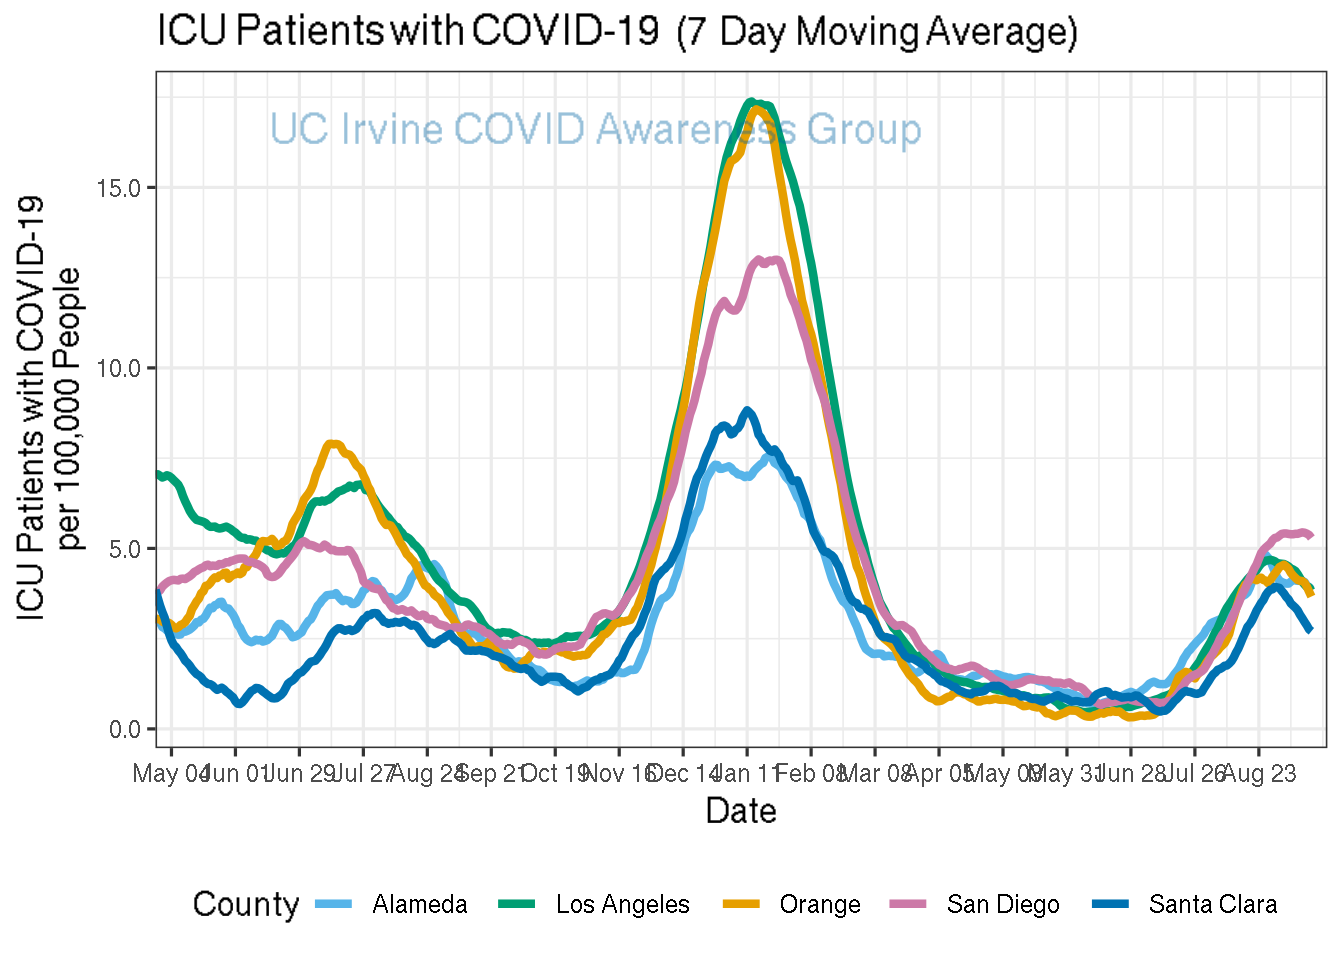 ICU Patients with COVID-19 (7 Day Moving Average)
UC Irvine COVID Awareness Group
ICU Patients with COVID-19
per 100,000 People
15.0
10.0
5.0
0.0
May 04 Jun 01 Jun 29 Jul 27 Aug 24 Sep 21 Oct 19 Nov 16 Dec 14 Jan 11 Feb 08 Mar 08 Apr 05 May 03 May 31 Jun 28 Jul 26 Aug 23
Date
County Alameda Los Angeles Orange San Diego Santa Clara